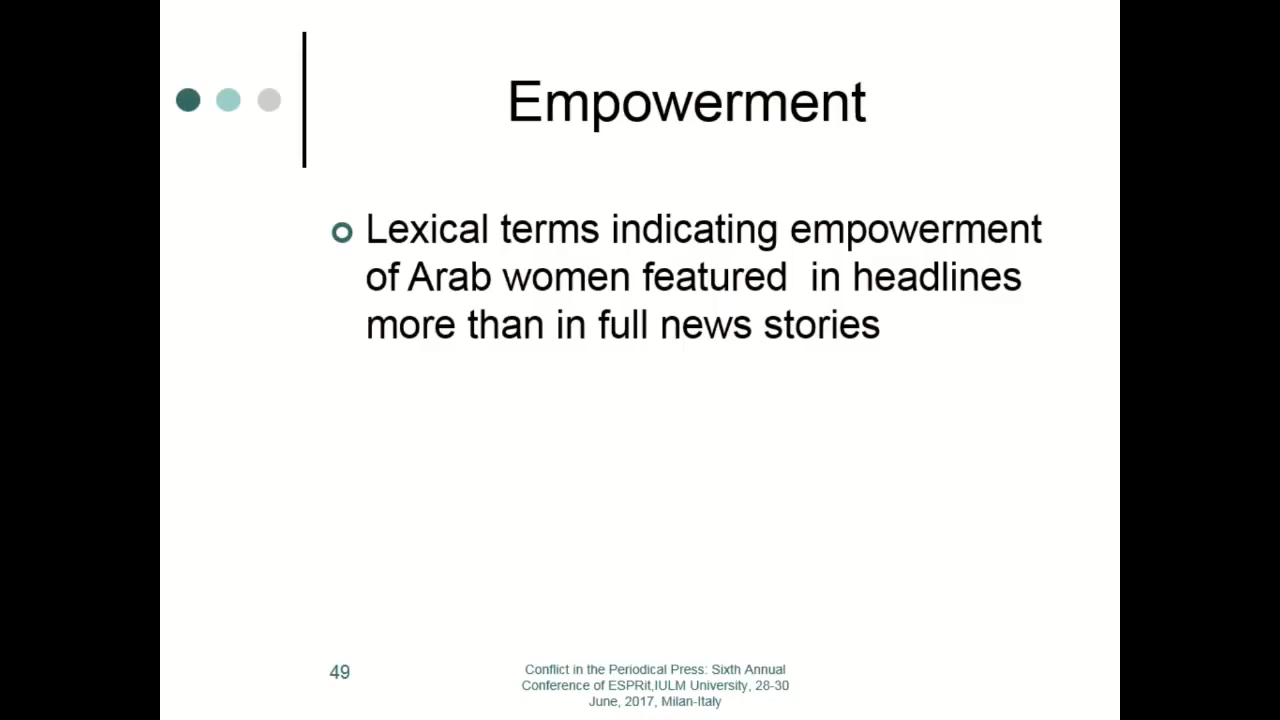 Empowerment
Lexical terms indicating empowerment
of Arab women featured  in headlines
more than in full news stories
49
Conflict in the Periodical Press: Sixth Annual
Conference of ESPRit,IULM University, 28-30
June, 2017, Milan-Italy